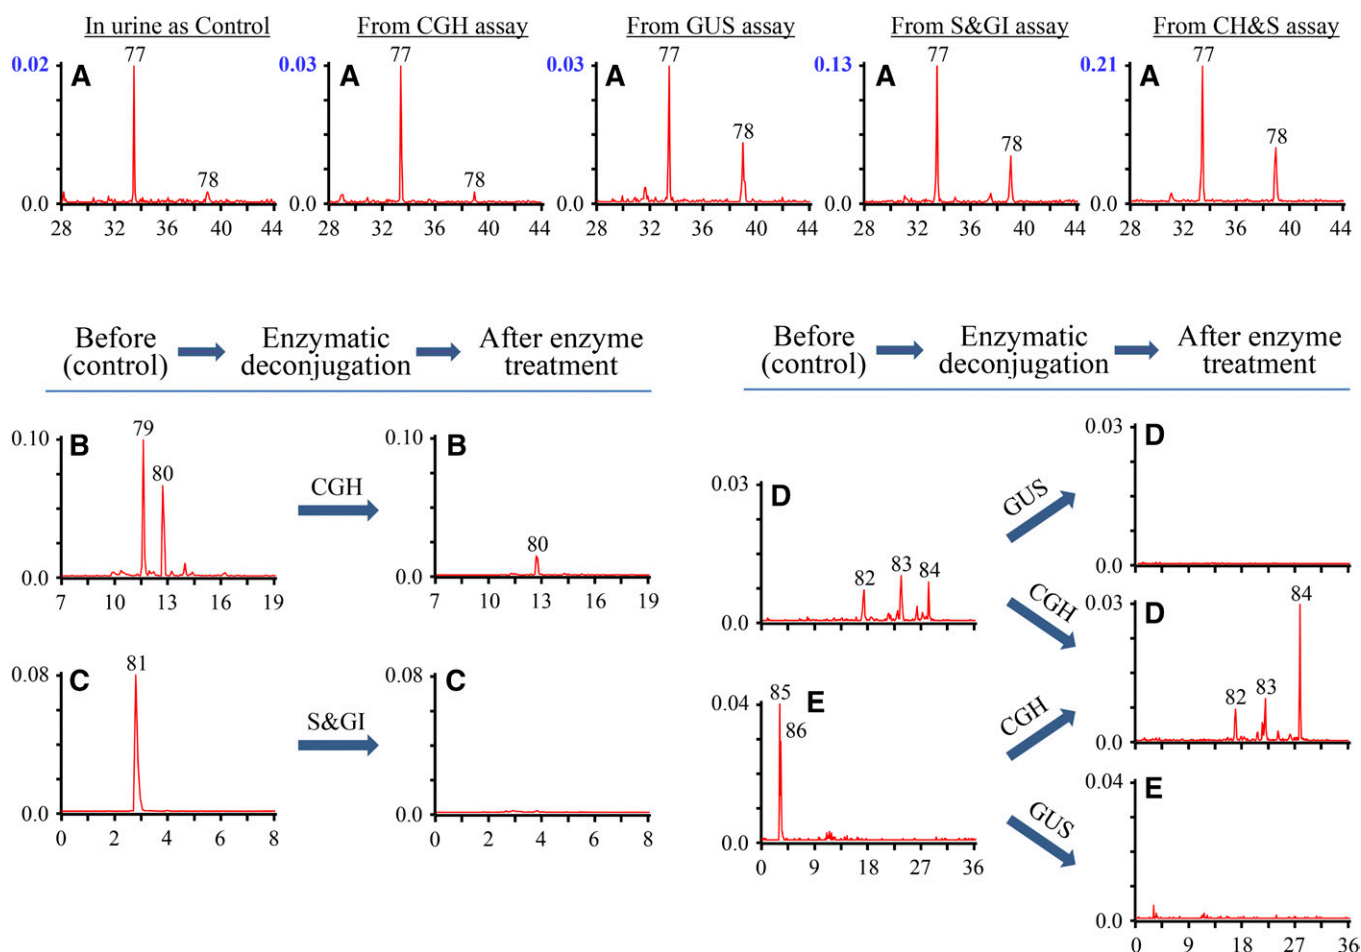 In urine as Control From CGH assay From GUS assay From S&GI assay From CH&S assay
0.02 A 77 0.03 A 77 0.03 A 77 0.13 A 77 0.21 A 77
78 78 78 78 78
0.0 0.0 0.0 0.0 0.0
28 32 36 40 44 28 32 36 40 44 28 32 36 40 44 28 32 36 40 44 28 32 36 40 44
Before (control) Enzymatic deconjugation After enzyme treatment
0.10 B 79 80
0.0
7 10 13 16 19
CGH
0.10 B
80
0.0
7 10 13 16 19
0.08 C 81
0.0
0 2 4 6 8
S&GI
0.08 C
0.0
0 2 4 6 8
Before (control) Enzymatic deconjugation After enzyme treatment
0.03 D
82 83 84
0.0
GUS
0.03 D
0.0
CGH
0.03 D 84
82 83
0.0
0.04 85 E
86
0.0
0 9 18 27 36
CGH
GUS
0.04 E
0.0
0 9 18 27 36